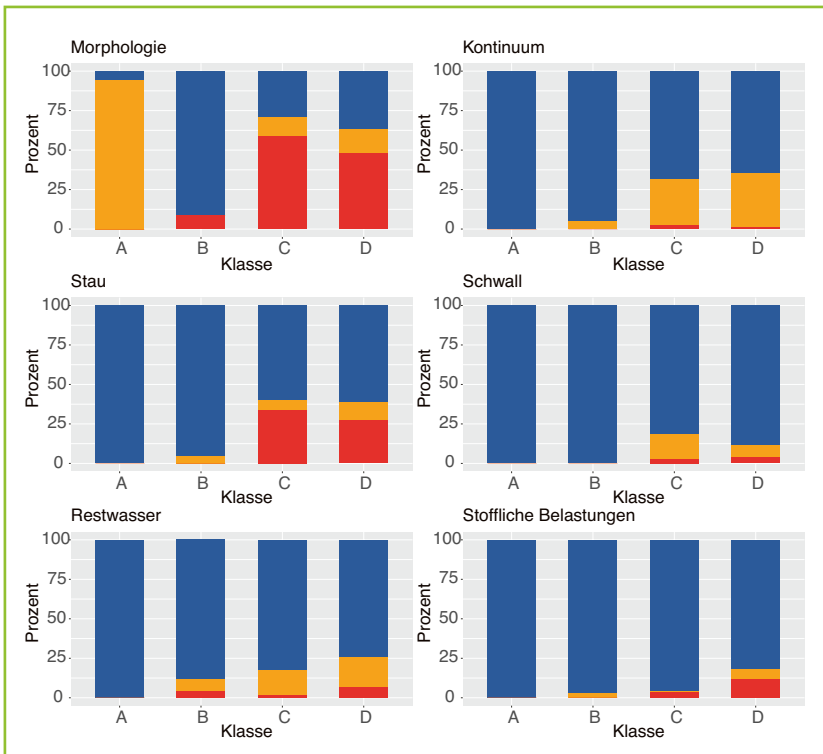 Morphologie
100
75
50
25
0
Prozent
A B C D
Klasse
Kontinuum
100
75
50
25
0
Prozent
A B C D
Klasse
Stau
100
75
50
25
0
Prozent
A B C D
Klasse
Schwall
100
75
50
25
0
Prozent
A B C D
Klasse
Restwasser
100
75
50
25
0
Prozent
A B C D
Klasse
Stoffliche Belastungen
100
75
50
25
0
Prozent
A B C D
Klasse